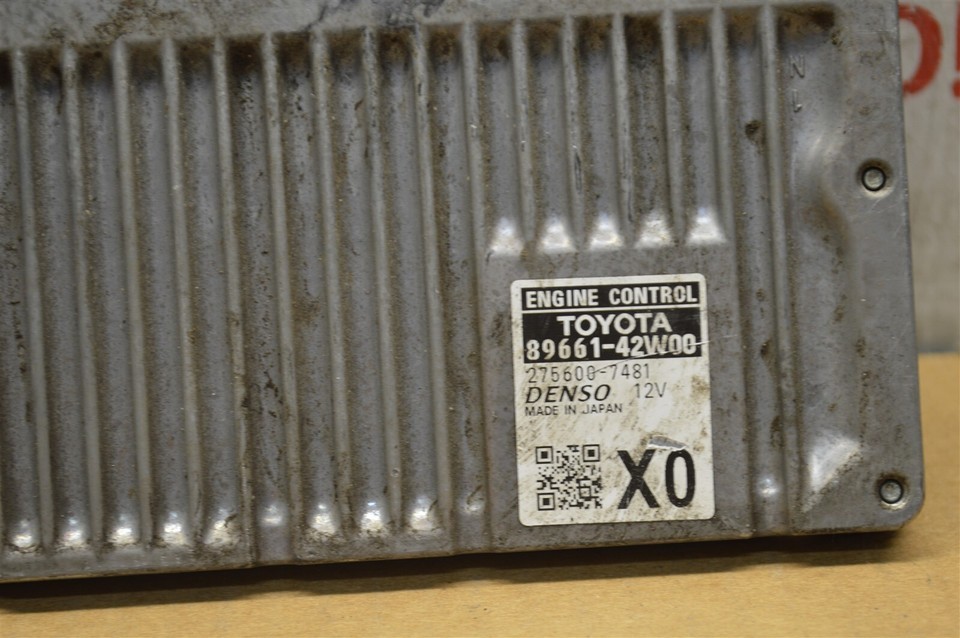 ENGINE CONTROL
TOYOTA
89661-42W00
275600-7481
DENSO 12V
MADE IN JAPAN
X0